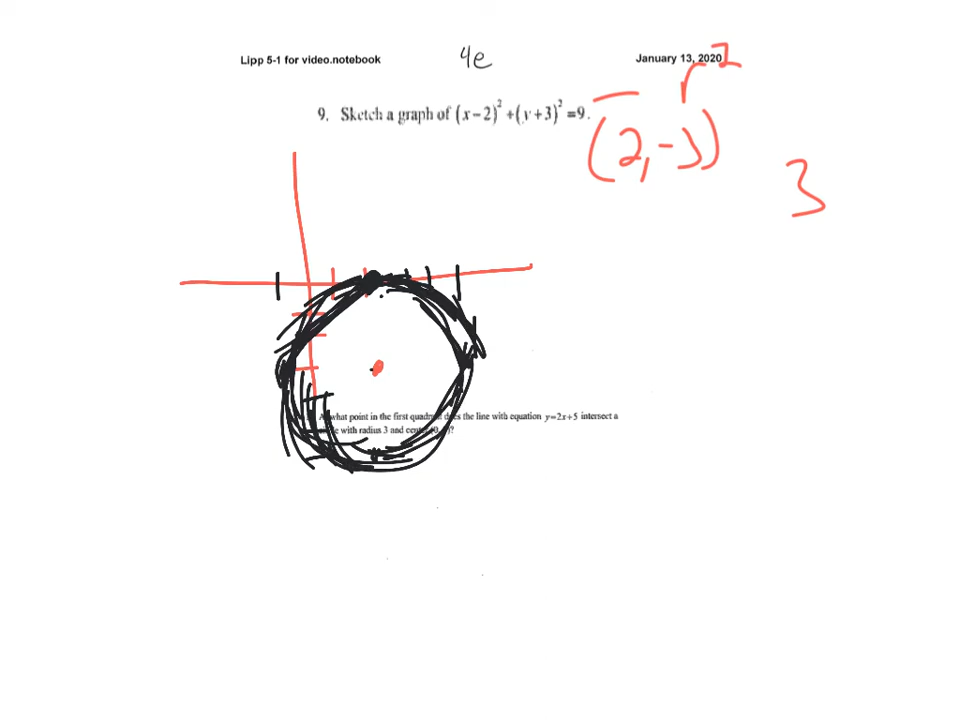 Lipp 5-1 for video.notebook 4e January 13, 2020
r²
9. Sketch a graph of (x-2)² +(y+3)² =9.
(2,-3)
3
what point in the first the line with equation y=2x+5 intersect a
with radius 3 and